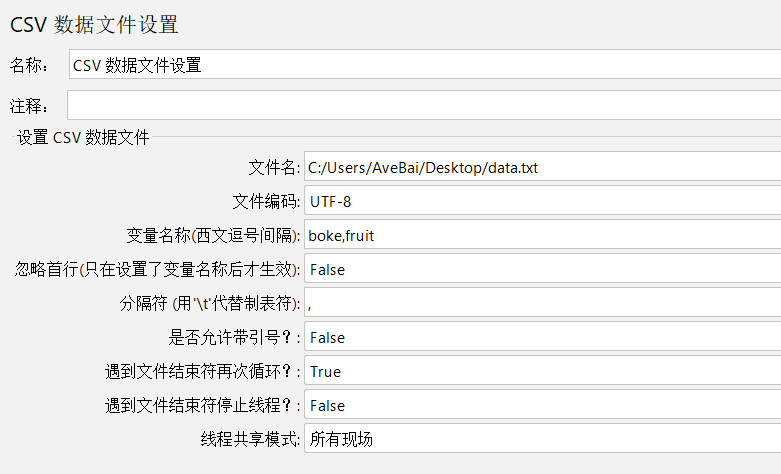 CSV 数据文件设置
名称： CSV 数据文件设置
注释：
设置 CSV 数据文件
文件名: C:/Users/AveBai/Desktop/data.txt
文件编码: UTF-8
变量名称(西文逗号间隔): boke,fruit
忽略首行(只在设置了变量名称后才生效): False
分隔符 (用'\t'代替制表符): ,
是否允许带引号？: False
遇到文件结束符再次循环？: True
遇到文件结束符停止线程？: False
线程共享模式: 所有现场